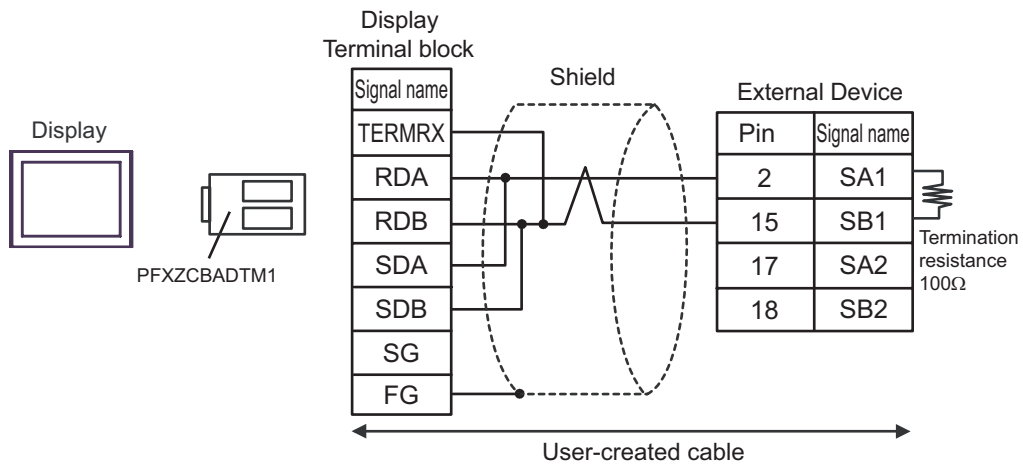 Display
PFXZCBADTM1
Display
Terminal block
Signal name
TERMRX
RDA
RDB
SDA
SDB
SG
FG
Shield
External Device
Pin Signal name
2 SA1
15 SB1
17 SA2
18 SB2
Termination
resistance
100Ω
User-created cable